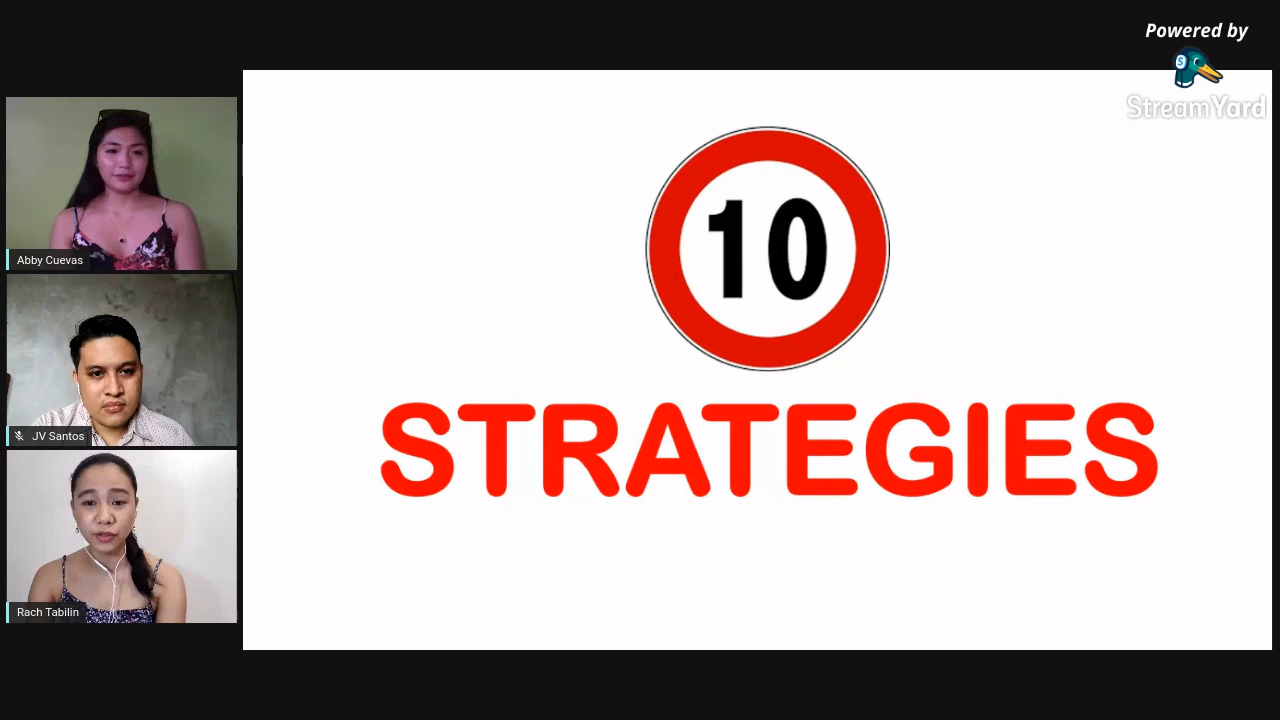 Powered by
StreamYard
Abby Cuevas
JV Santos
Rach Tabilin
10
STRATEGIES